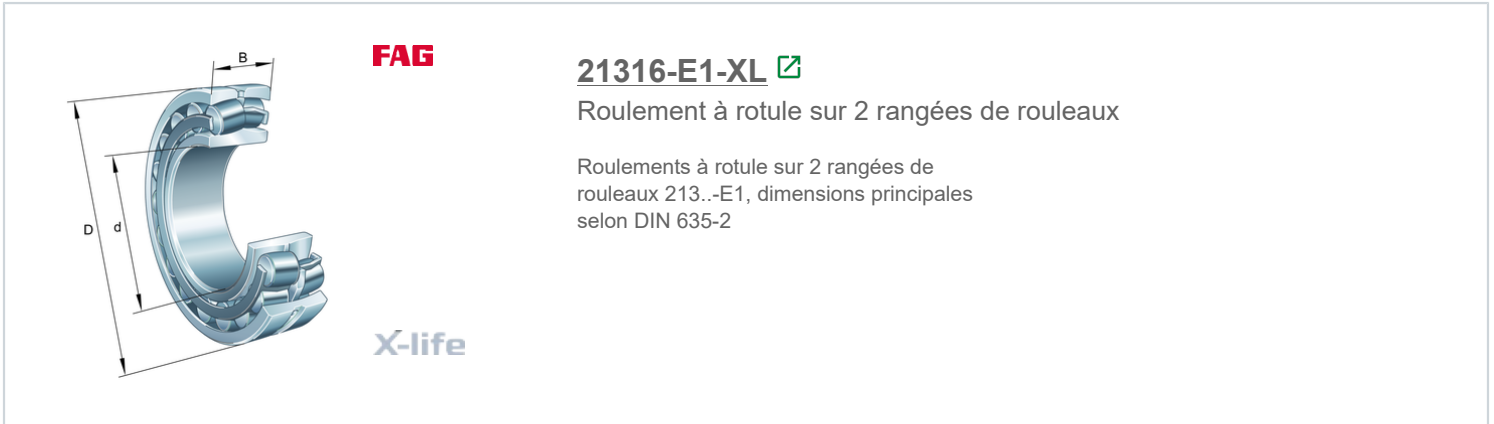 B
FAG
21316-E1-XL
Roulement à rotule sur 2 rangées de rouleaux
Roulements à rotule sur 2 rangées de
rouleaux 213..-E1, dimensions principales
selon DIN 635-2
D
d
X-life